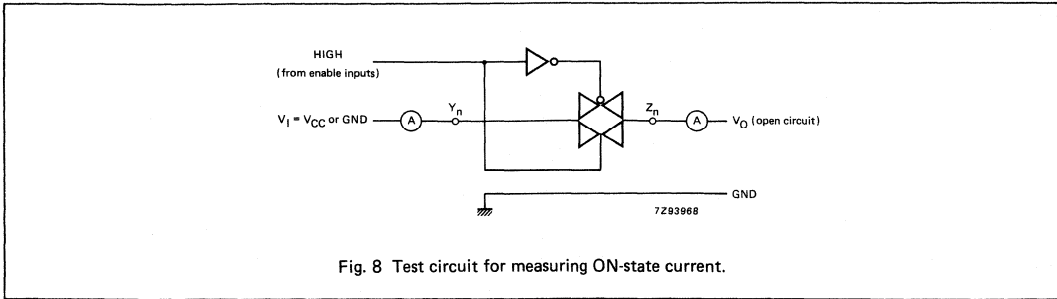 HIGH
(from enable inputs)
V_I = V_CC or GND
A
Y_n
Z_n
A
V_O (open circuit)
GND
7Z93968
Fig. 8 Test circuit for measuring ON-state current.